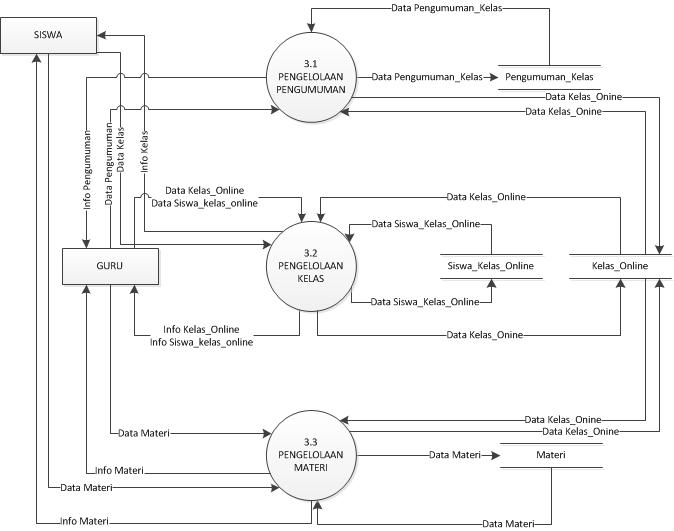 Data Pengumuman_Kelas
SISWA
3.1
PENGELOLAAN
PENGUMUMAN
Data Pengumuman_Kelas
Pengumuman_Kelas
Data Kelas_Onine
Data Kelas_Onine
Info Pengumuman
Data Pengumuman
Data Kelas
Info Kelas
Data Kelas_Online
Data Siswa_kelas_online
Data Kelas_Online
Data Siswa_Kelas_Online
GURU
3.2
PENGELOLAAN
KELAS
Siswa_Kelas_Online
Kelas_Online
Data Siswa_Kelas_Online
Info Kelas_Online
Info Siswa_kelas_online
Data Kelas_Onine
Data Kelas_Onine
Data Kelas_Onine
Data Materi
3.3
PENGELOLAAN
MATERI
Data Materi
Materi
Info Materi
Data Materi
Info Materi
Data Materi